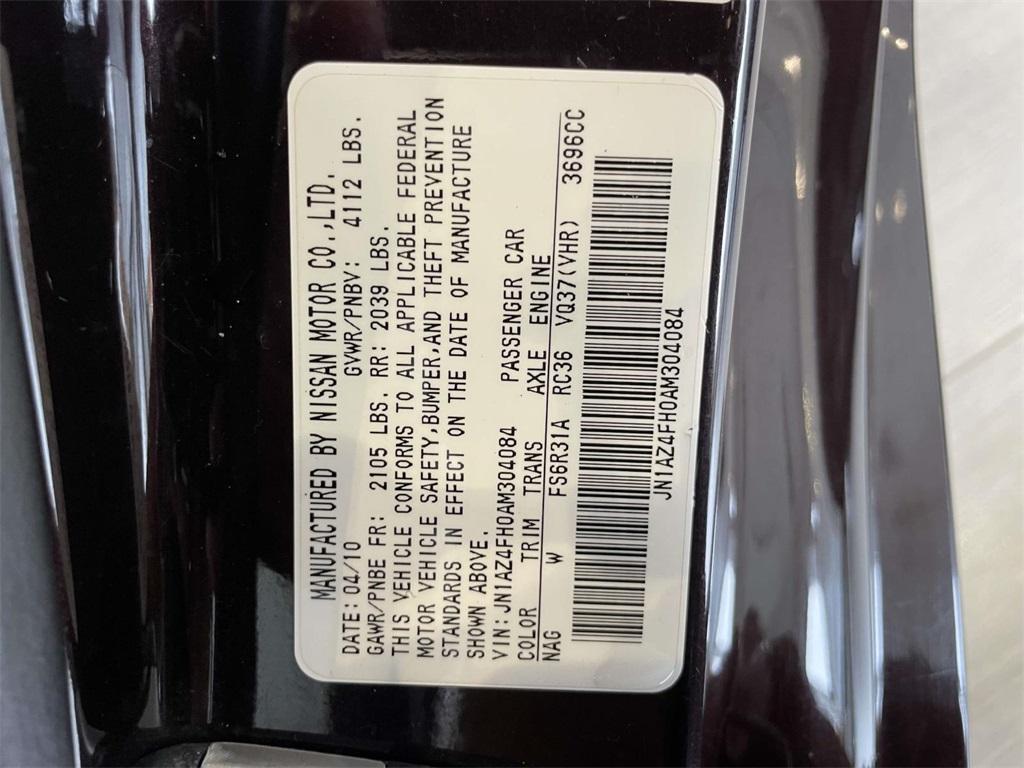 MANUFACTURED BY NISSAN MOTOR CO.,LTD.
DATE:04/10 GVWR/PNBV: 4112 LBS.
GAWR/PNBE FR: 2105 LBS. RR: 2039 LBS.
THIS VEHICLE CONFORMS TO ALL APPLICABLE FEDERAL
MOTOR VEHICLE SAFETY,BUMPER,AND THEFT PREVENTION
STANDARDS IN EFFECT ON THE DATE OF MANUFACTURE
SHOWN ABOVE.
VIN:JN1AZ4FH0AM304084 PASSENGER CAR
COLOR TRIM TRANS AXLE ENGINE
NAG W FS6R31A RC36 VQ37(VHR) 3696CC
JN1AZ4FH0AM304084